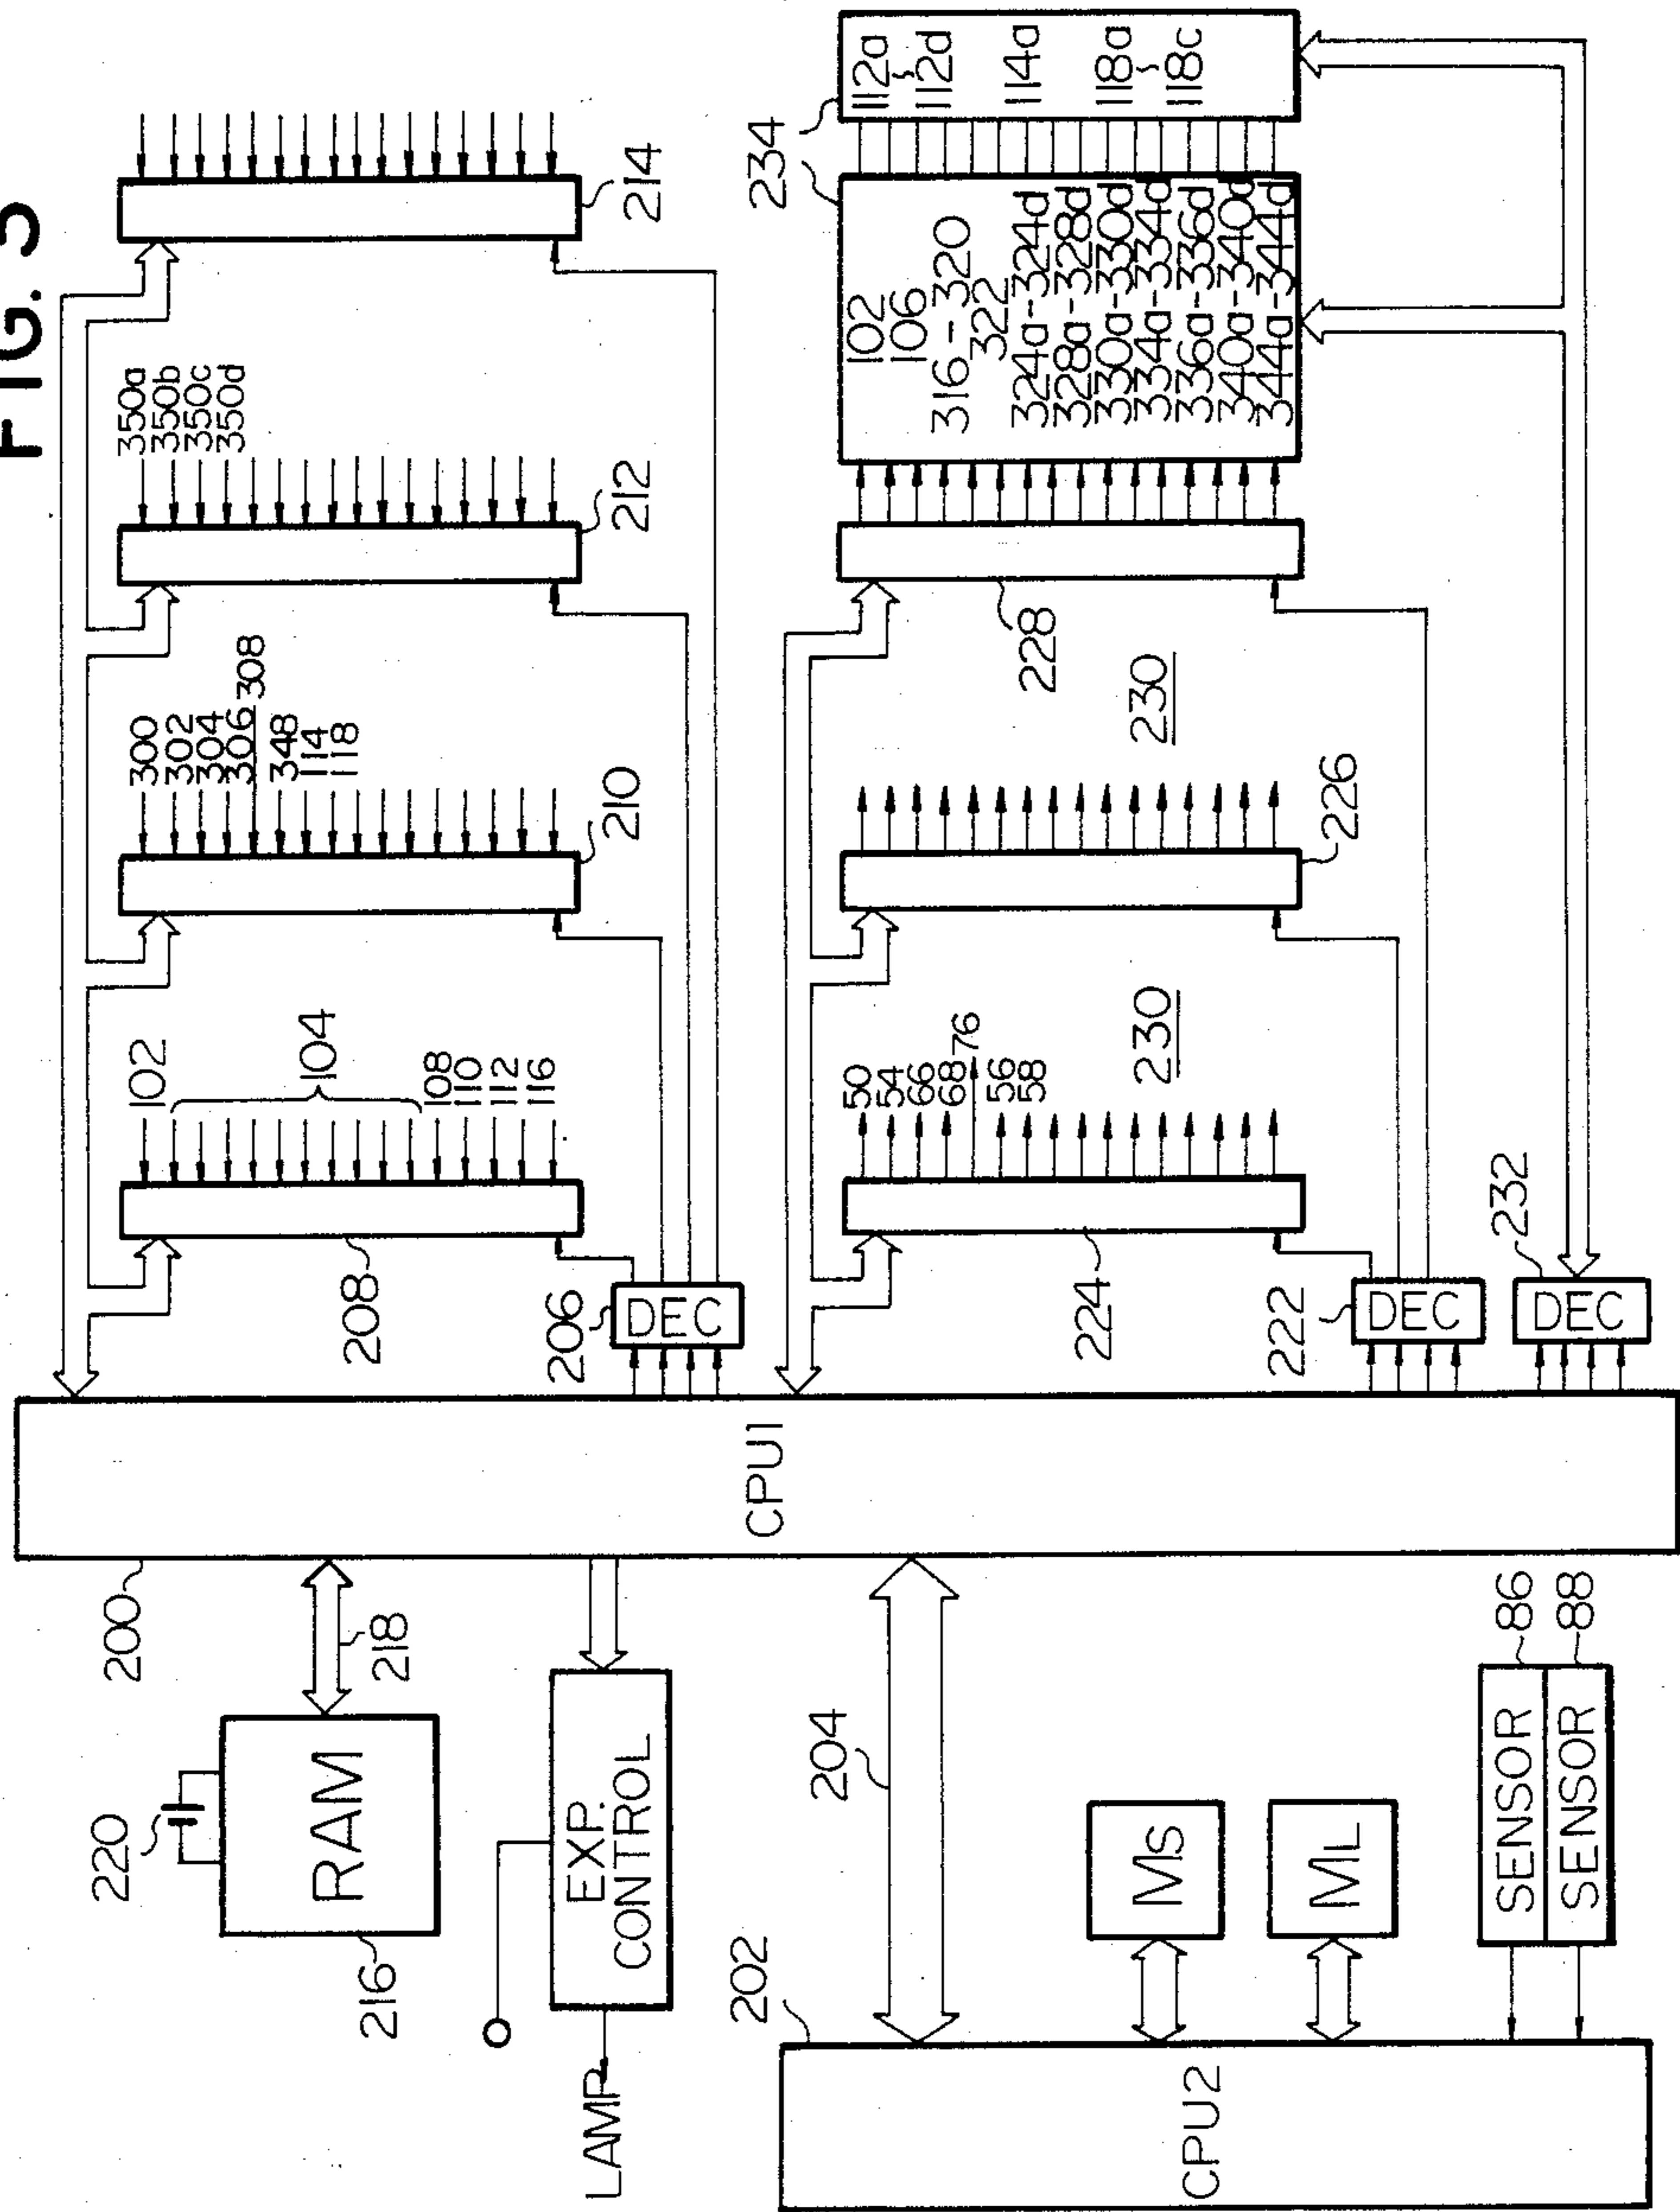 FIG. 5
220
RAM
216
218
200
EXP.
CONTROL
LAMP
202
CPU2
204
MS
ML
SENSOR
SENSOR
86
88
CPU1
208
102
104
108
110
112
116
206
DEC
300
302
304
306 308
348
114
118
210
350a
350b
350c
350d
212
214
50
54
66
68 76
56
58
230
224
222
DEC
232
DEC
230
226
228
234
102
106
316-320
322
324a-324d
328a-328d
330a-330d
334a-334d
336a-336d
340a-340d
344a-344d
112a
~
112d
114a
118a
~
118c